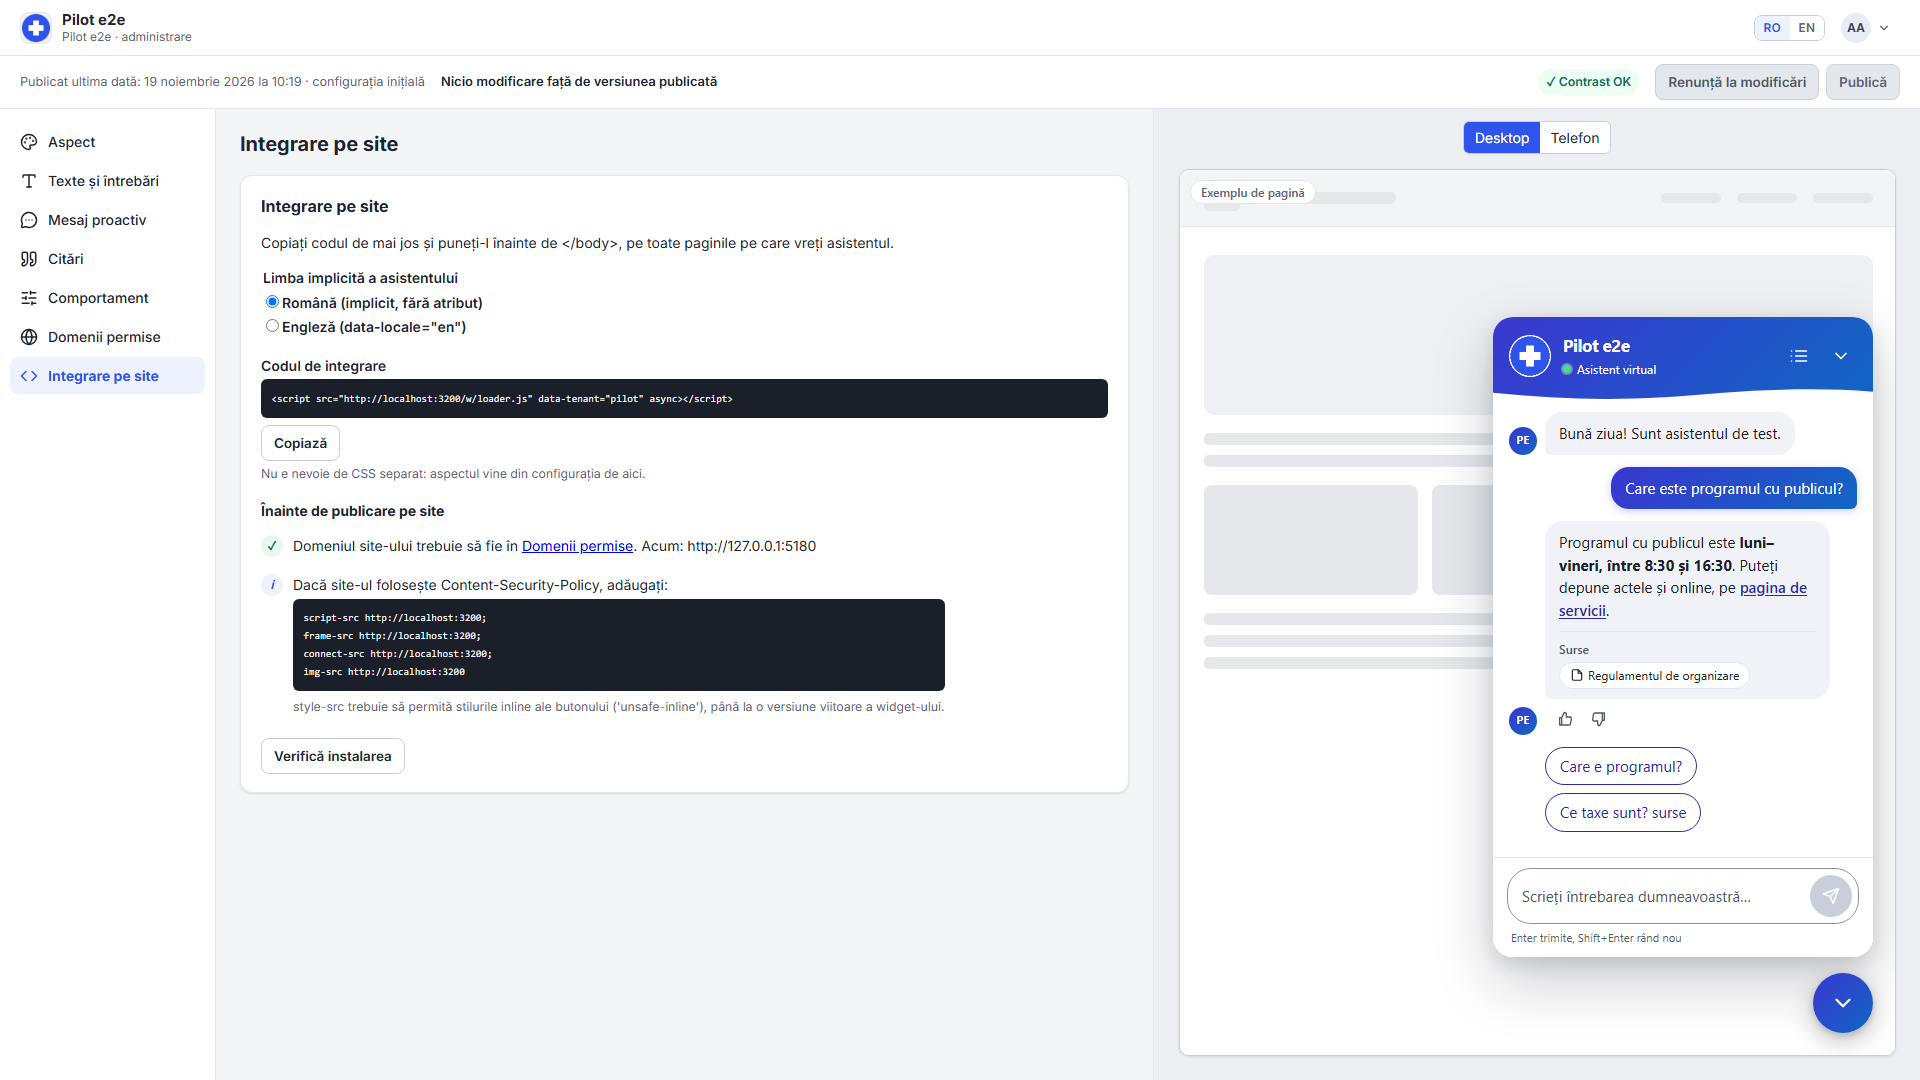 Pilot e2e
Pilot e2e · administrare
RO EN
AA
Publicat ultima dată: 19 noiembrie 2026 la 10:19 · configurația inițială
Nicio modificare față de versiunea publicată
✓ Contrast OK
Renunță la modificări
Publică
Aspect
Texte și întrebări
Mesaj proactiv
Citări
Comportament
Domenii permise
Integrare pe site
Integrare pe site
Integrare pe site
Copiați codul de mai jos și puneți-l înainte de </body>, pe toate paginile pe care vreți asistentul.
Limba implicită a asistentului
Română (implicit, fără atribut)
Engleză (data-locale="en")
Codul de integrare
<script src="http://localhost:3200/w/loader.js" data-tenant="pilot" async></script>
Copiază
Nu e nevoie de CSS separat: aspectul vine din configurația de aici.
Înainte de publicare pe site
✓ Domeniul site-ului trebuie să fie în Domenii permise. Acum: http://127.0.0.1:5180
i Dacă site-ul folosește Content-Security-Policy, adăugați:
script-src http://localhost:3200;
frame-src http://localhost:3200;
connect-src http://localhost:3200;
img-src http://localhost:3200
style-src trebuie să permită stilurile inline ale butonului ('unsafe-inline'), până la o versiune viitoare a widget-ului.
Verifică instalarea
Desktop
Telefon
Exemplu de pagină
Pilot e2e
Asistent virtual
PE
Bună ziua! Sunt asistentul de test.
Care este programul cu publicul?
Programul cu publicul este luni–
vineri, între 8:30 și 16:30. Puteți
depune actele și online, pe pagina de
servicii.
Surse
Regulamentul de organizare
PE
Care e programul?
Ce taxe sunt? surse
Scrieți întrebarea dumneavoastră...
Enter trimite, Shift+Enter rând nou